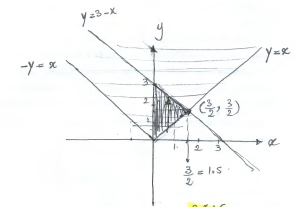 y
y=3-x
-y=x
y=x
3
2
1
(3/2, 3/2)
x
1 2 3
3/2 = 1.5